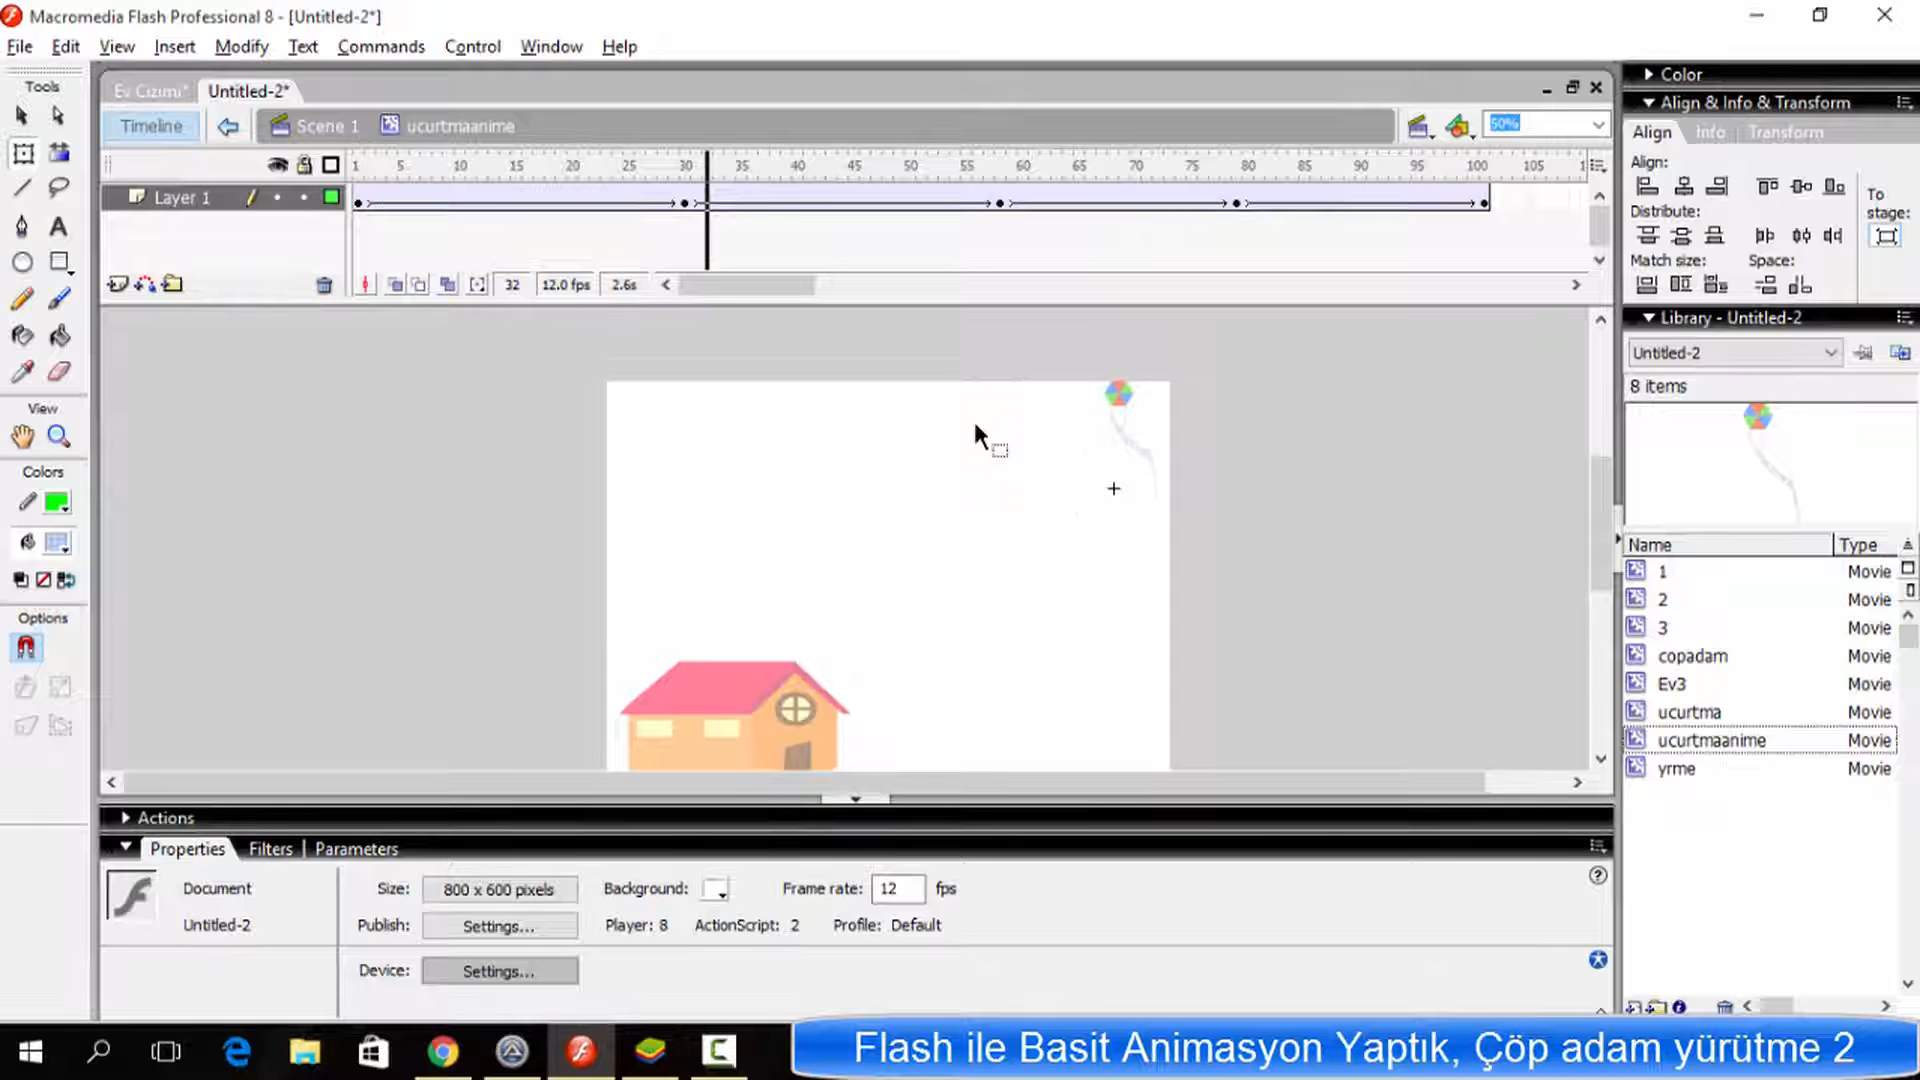 Macromedia Flash Professional 8 - [Untitled-2*]
File Edit View Insert Modify Text Commands Control Window Help
Tools
View
Colors
Options
Ev Cizimi* Untitled-2*
Timeline Scene 1 ucurtmaanime 50%
1 5 10 15 20 25 30 35 40 45 50 55 60 65 70 75 80 85 90 95 100 105
Layer 1
32 12.0 fps 2.6s
Actions
Properties Filters Parameters
Document
Untitled-2
Size: 800 x 600 pixels Background: Frame rate: 12 fps
Publish: Settings... Player: 8 ActionScript: 2 Profile: Default
Device: Settings...
Color
Align & Info & Transform
Align Info Transform
Align:
To stage:
Distribute:
Match size: Space:
Library - Untitled-2
Untitled-2
8 items
Name Type
1 Movie
2 Movie
3 Movie
copadam Movie
Ev3 Movie
ucurtma Movie
ucurtmaanime Movie
yrme Movie
Flash ile Basit Animasyon Yaptık, Çöp adam yürütme 2